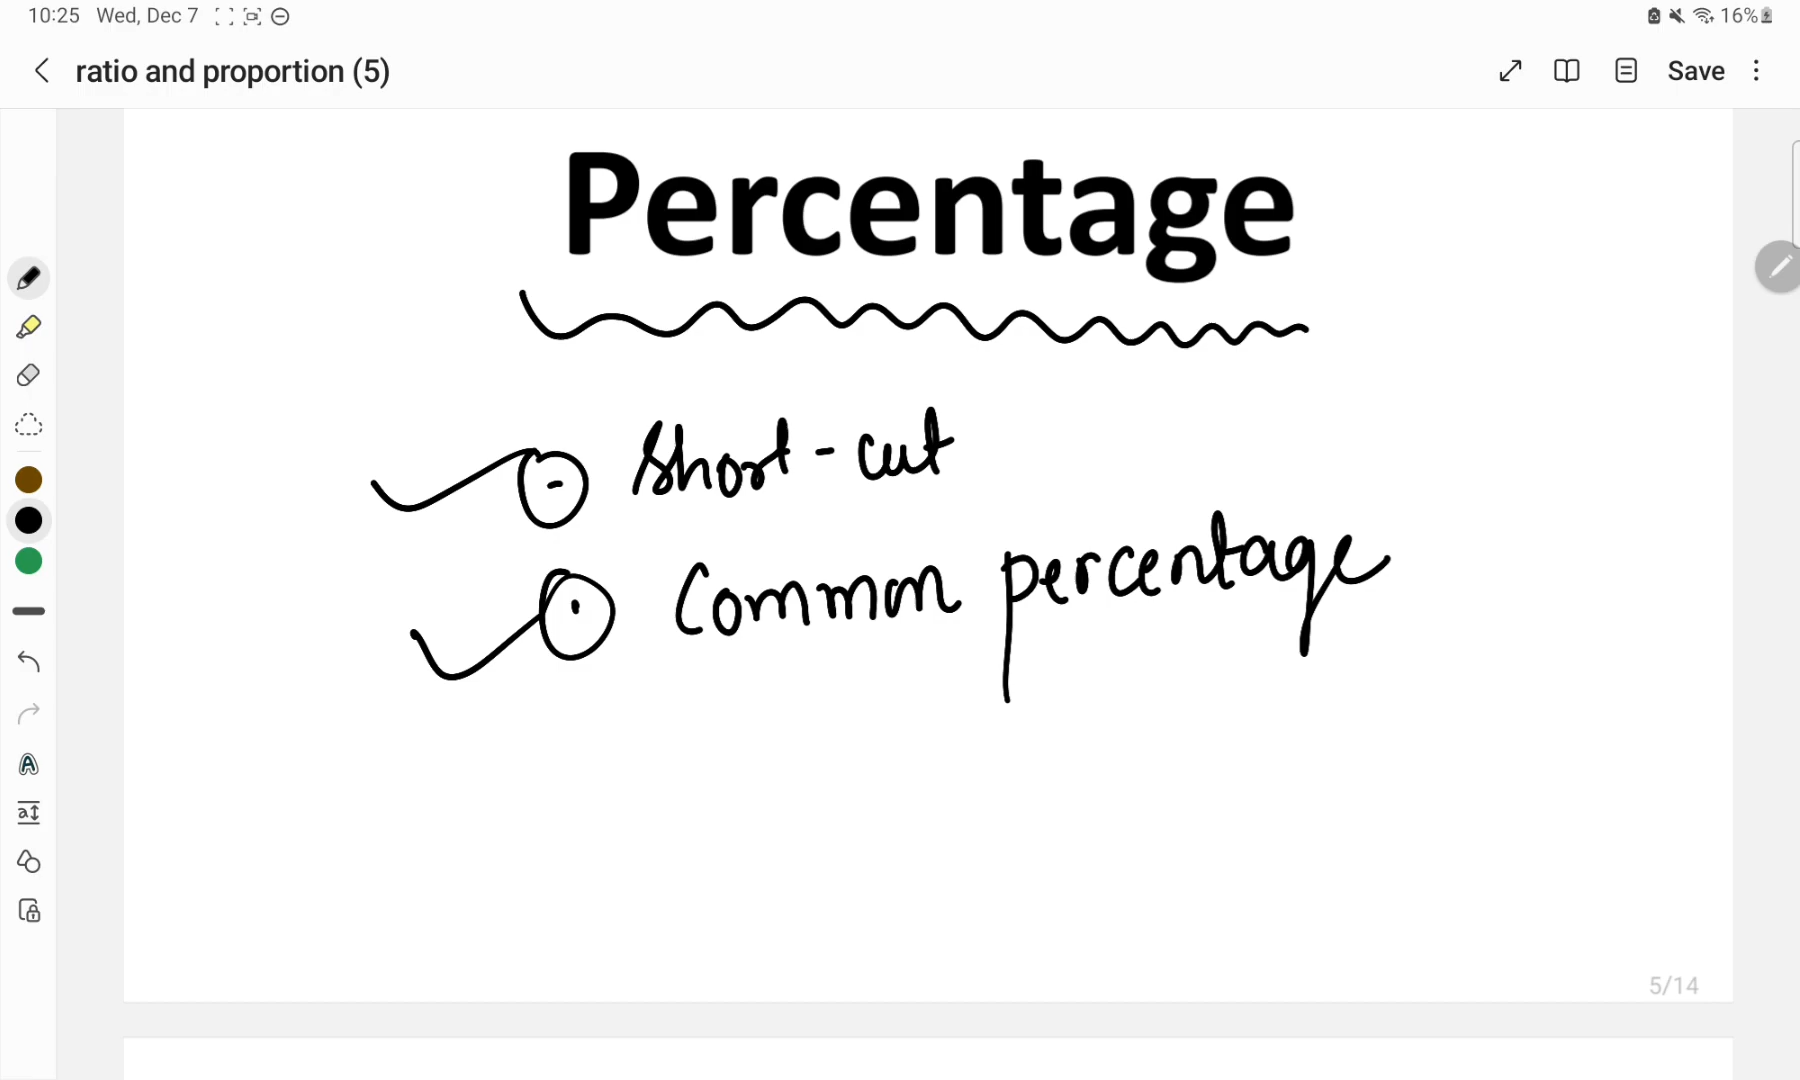 10:25 Wed, Dec 7 16%
ratio and proportion (5) Save
Percentage
short-cut
Common percentage
5/14